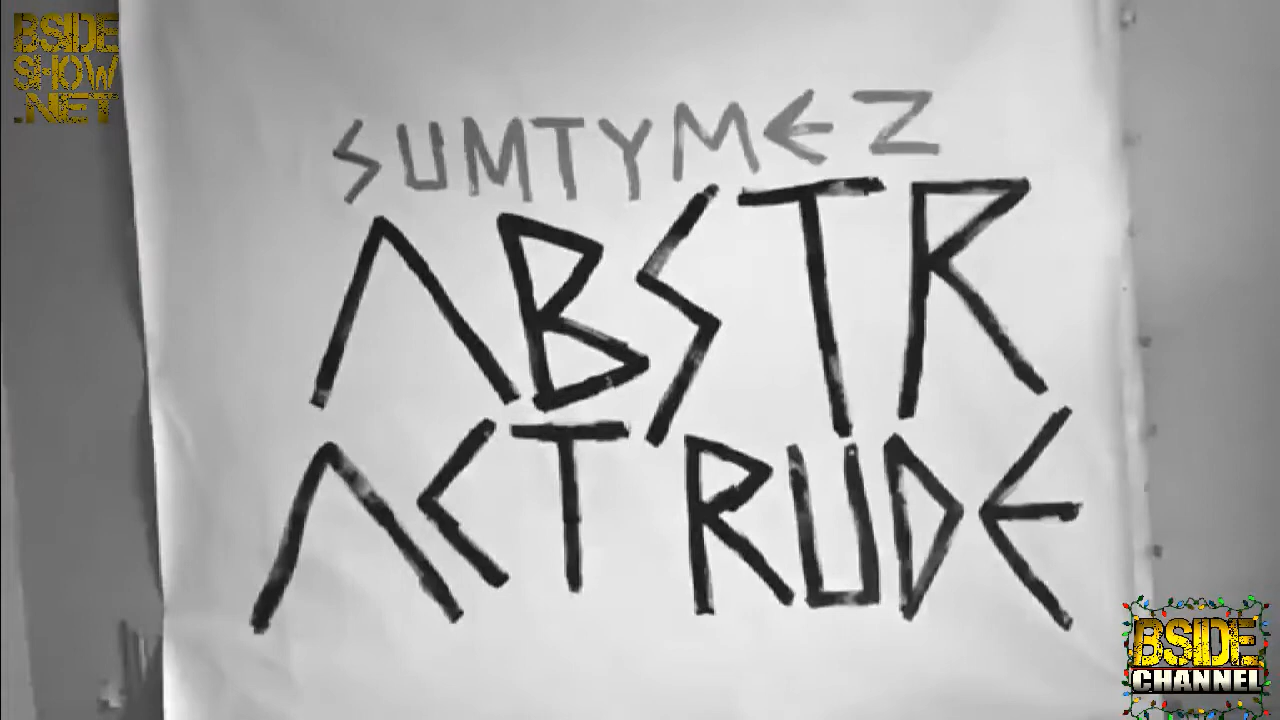 BSIDE
SHOW
.NET
SUMTYMEZ
ABSTR
ACT RUDE
BSIDE
CHANNEL